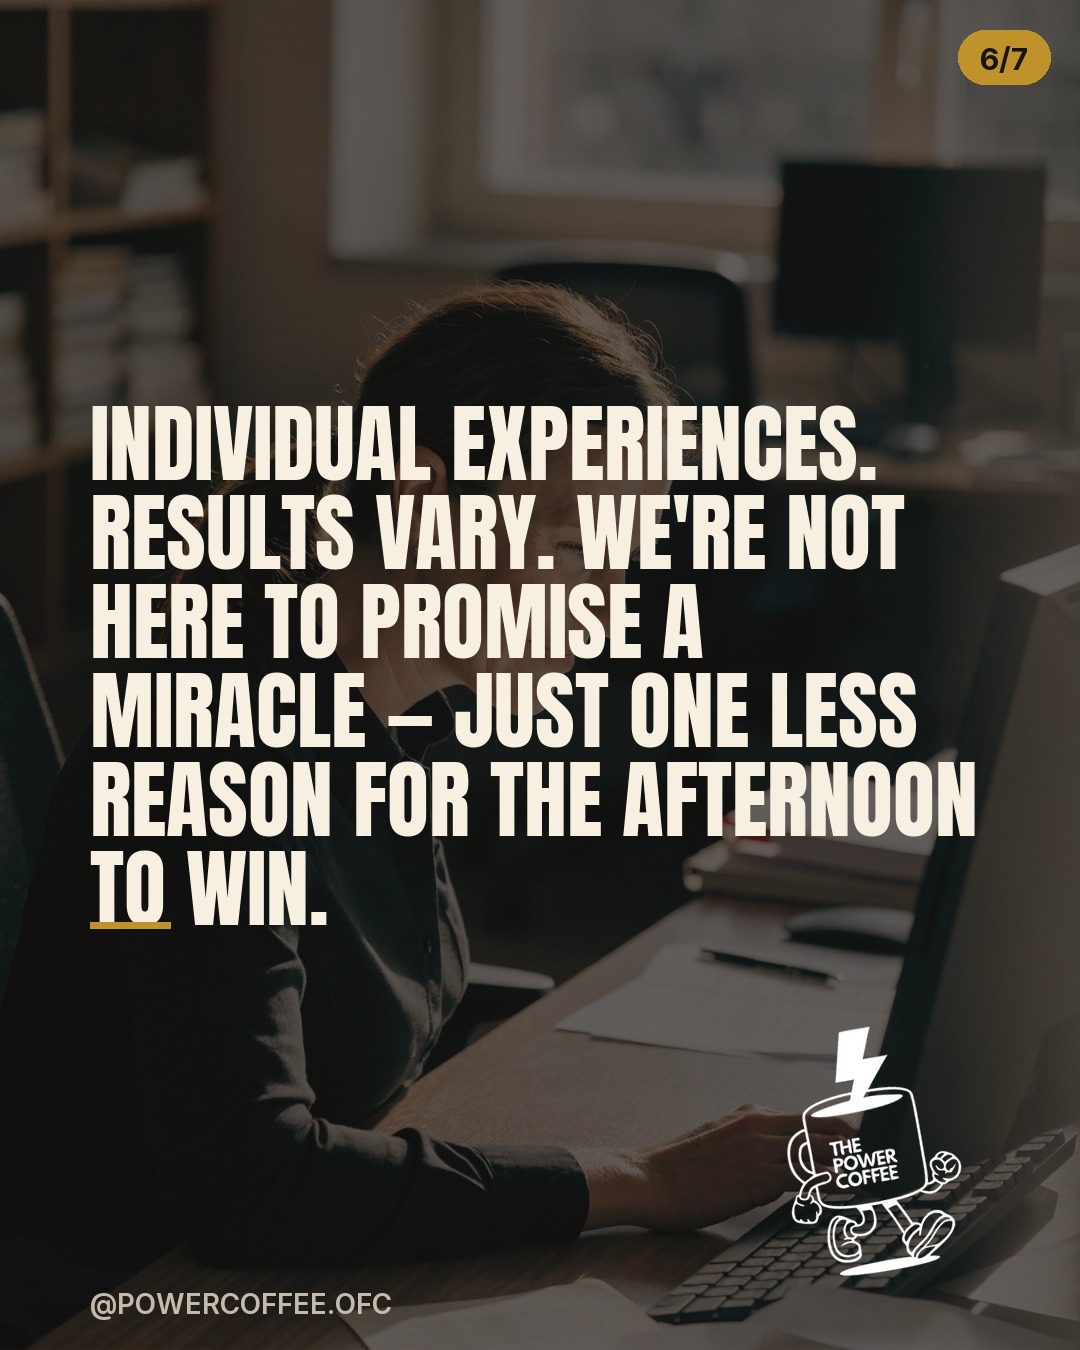 6/7
INDIVIDUAL EXPERIENCES.
RESULTS VARY. WE'RE NOT
HERE TO PROMISE A
MIRACLE — JUST ONE LESS
REASON FOR THE AFTERNOON
TO WIN.
THE
POWER
COFFEE
@POWERCOFFEE.OFC